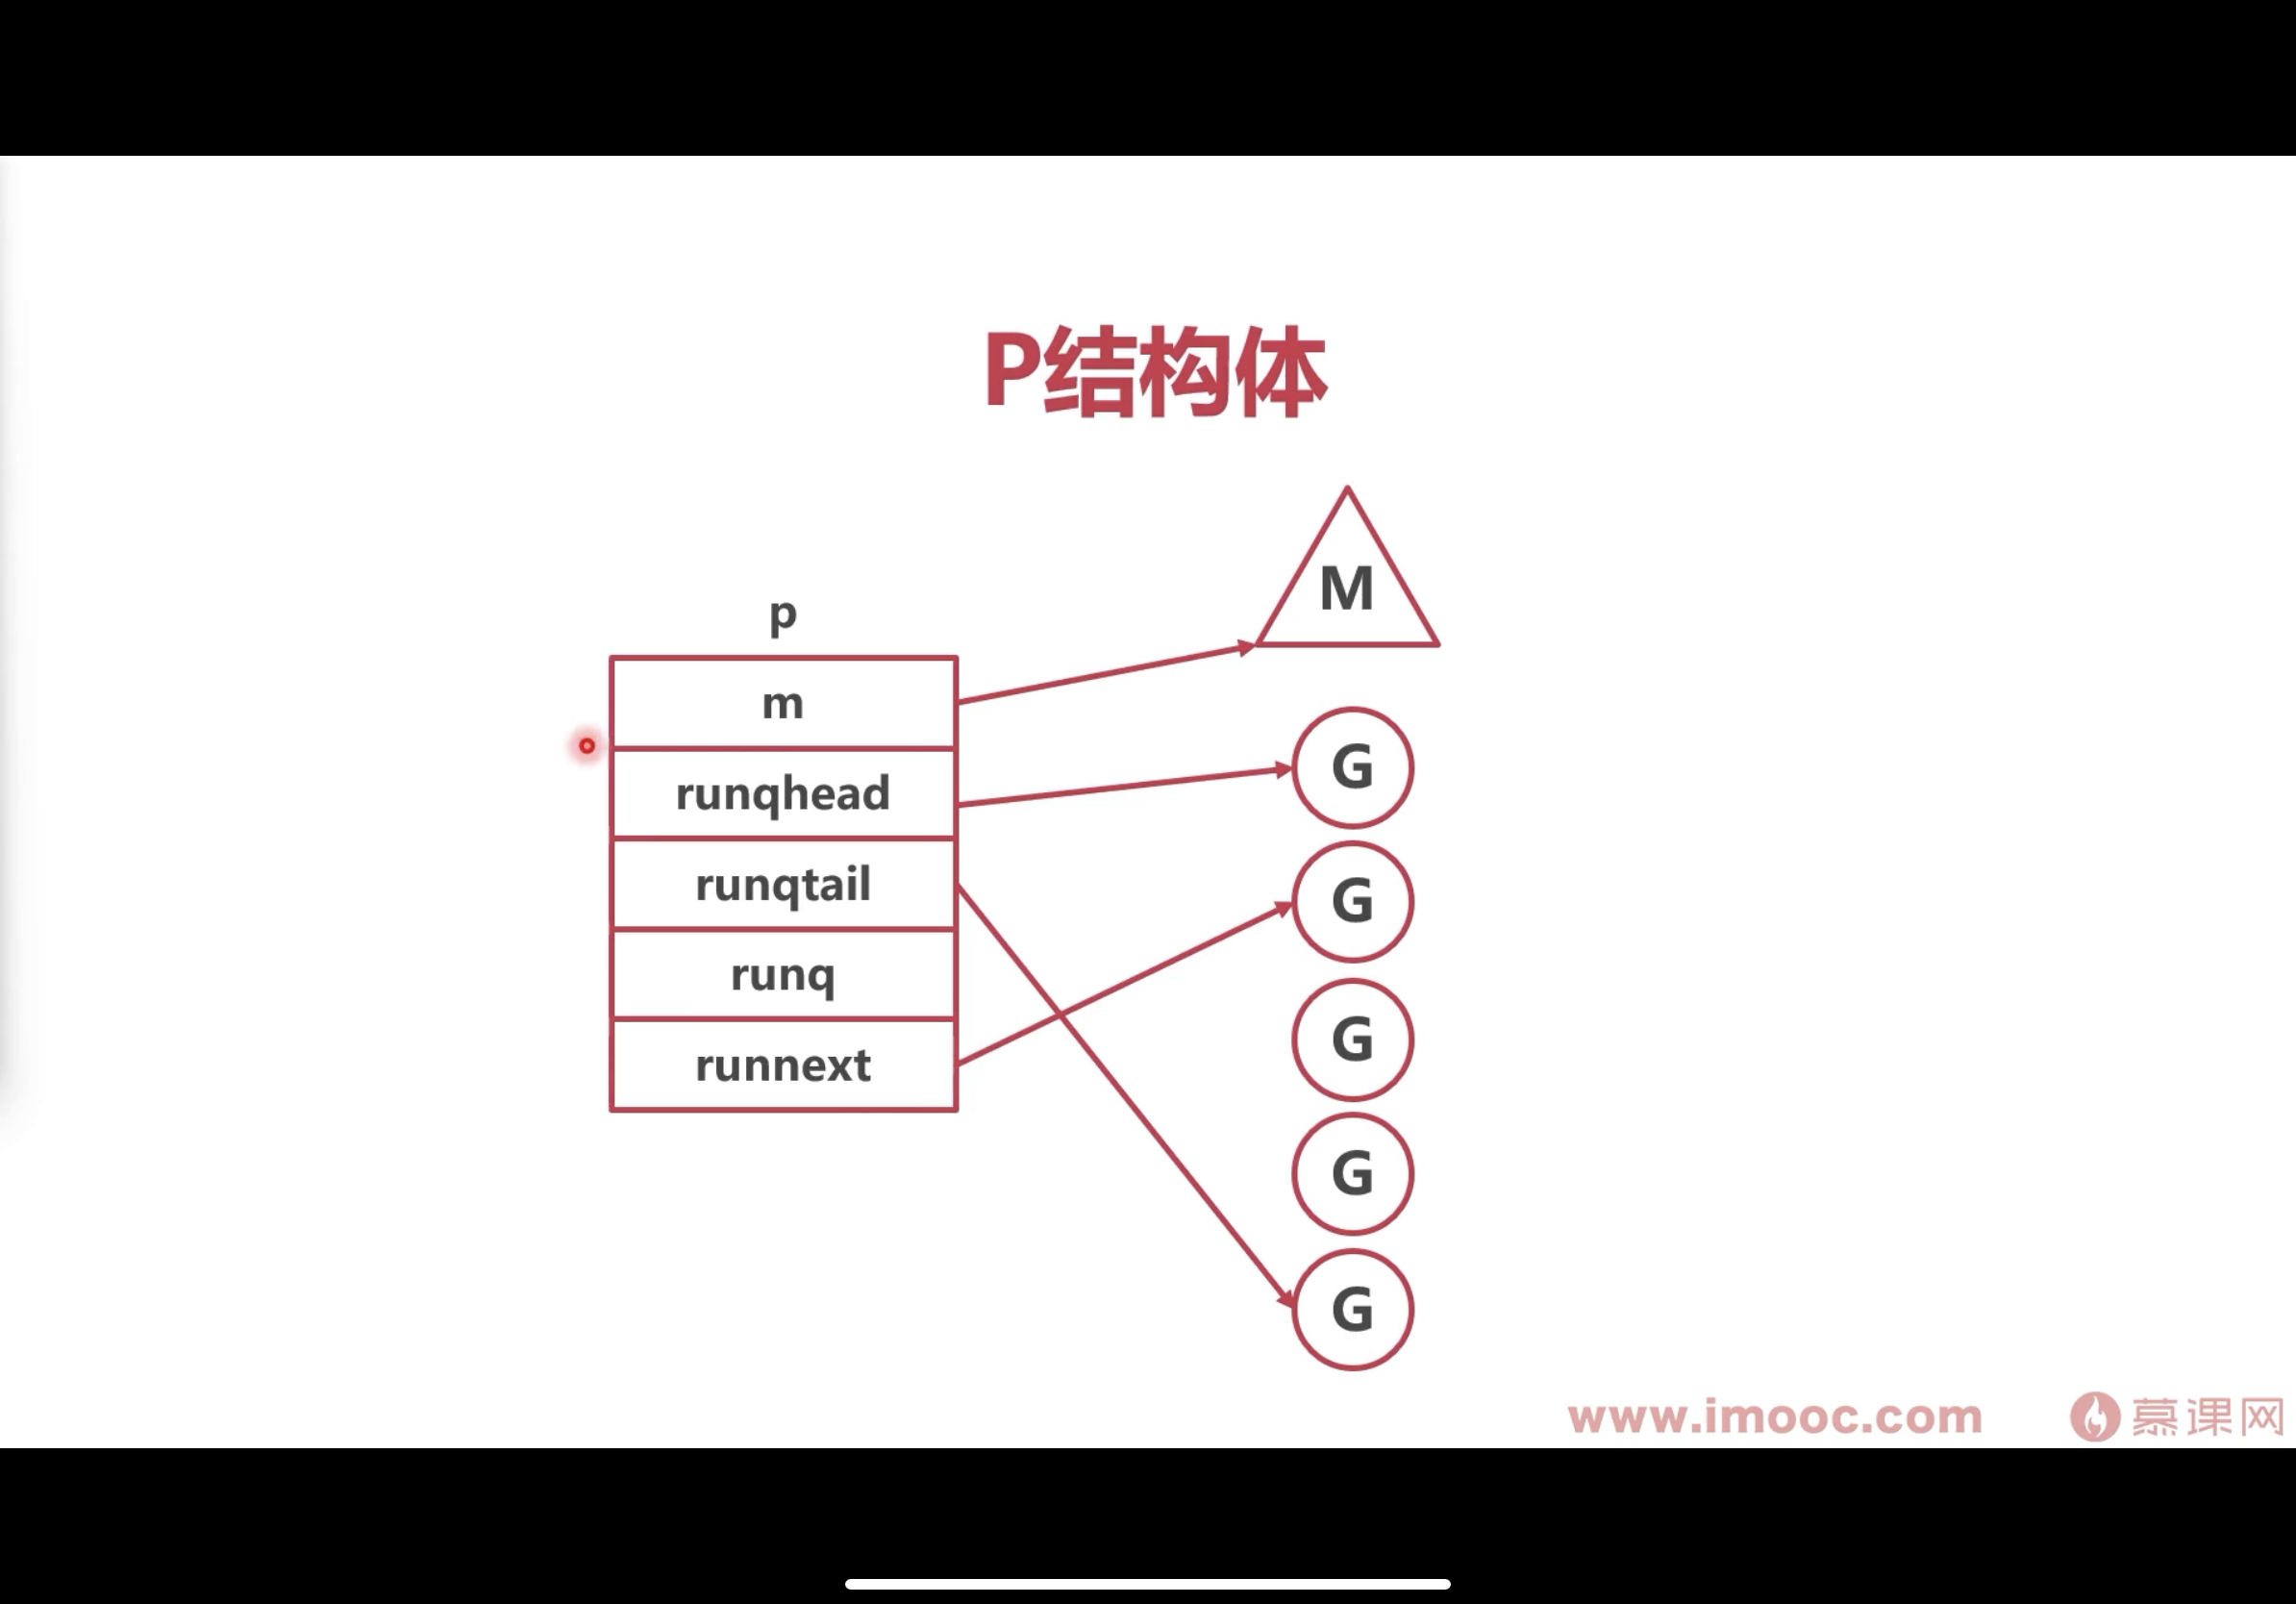 P结构体
p
m
runqhead
runqtail
runq
runnext
M
G
G
G
G
G
www.imooc.com
慕课网